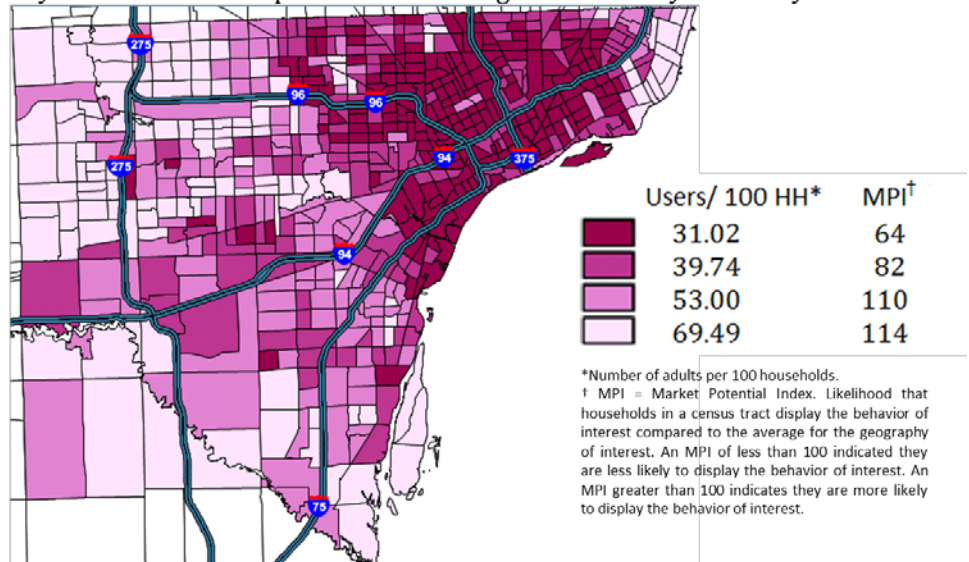 275
96
96
94
375
275
94
75
Users/ 100 HH* MPI†
31.02 64
39.74 82
53.00 110
69.49 114
*Number of adults per 100 households.
† MPI = Market Potential Index. Likelihood that
households in a census tract display the behavior of
interest compared to the average for the geography
of interest. An MPI of less than 100 indicated they
are less likely to display the behavior of interest. An
MPI greater than 100 indicates they are more likely
to display the behavior of interest.